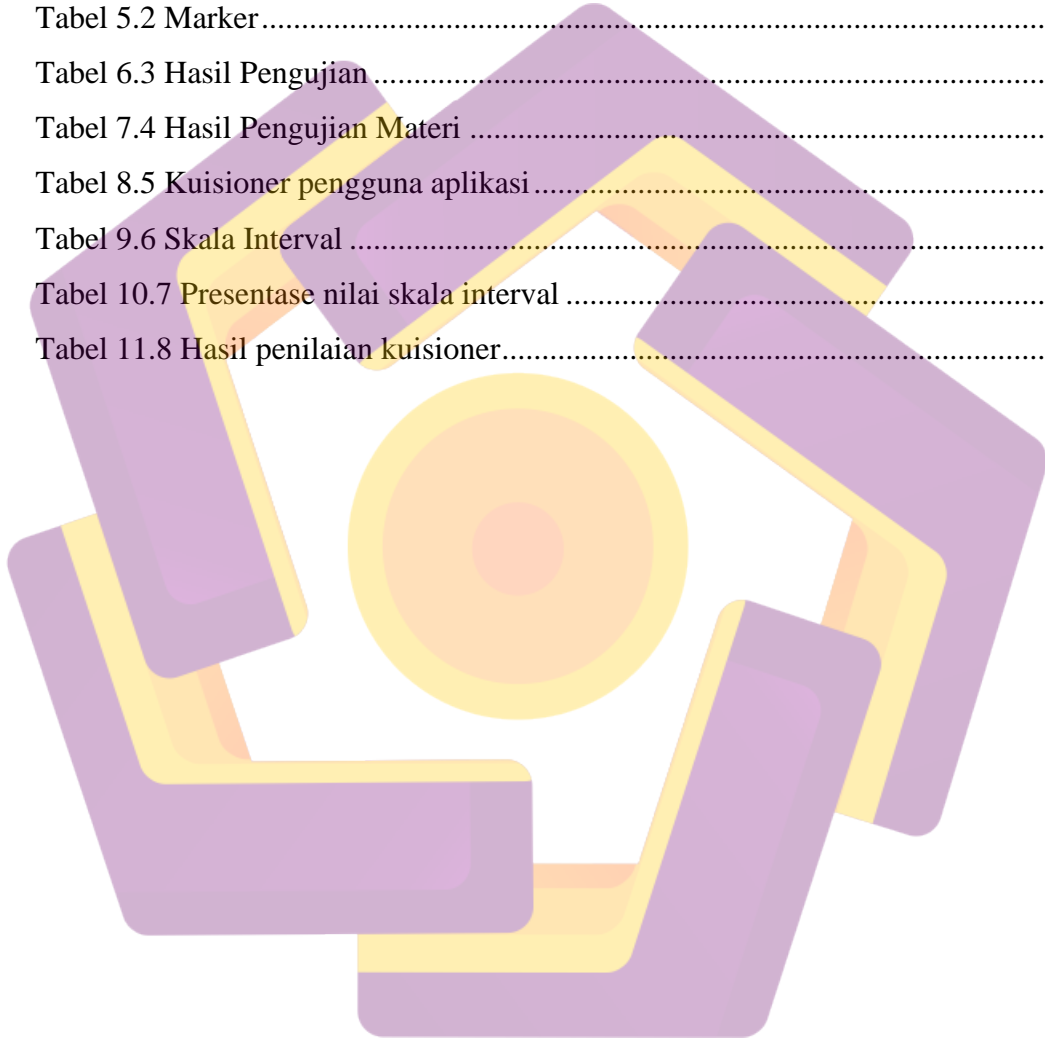 Tabel 5.2 Marker...............................................................................................
Tabel 6.3 Hasil Pengujian.................................................................................
Tabel 7.4 Hasil Pengujian Materi .....................................................................
Tabel 8.5 Kuisioner pengguna aplikasi.............................................................
Tabel 9.6 Skala Interval ....................................................................................
Tabel 10.7 Presentase nilai skala interval .........................................................
Tabel 11.8 Hasil penilaian kuisioner.................................................................